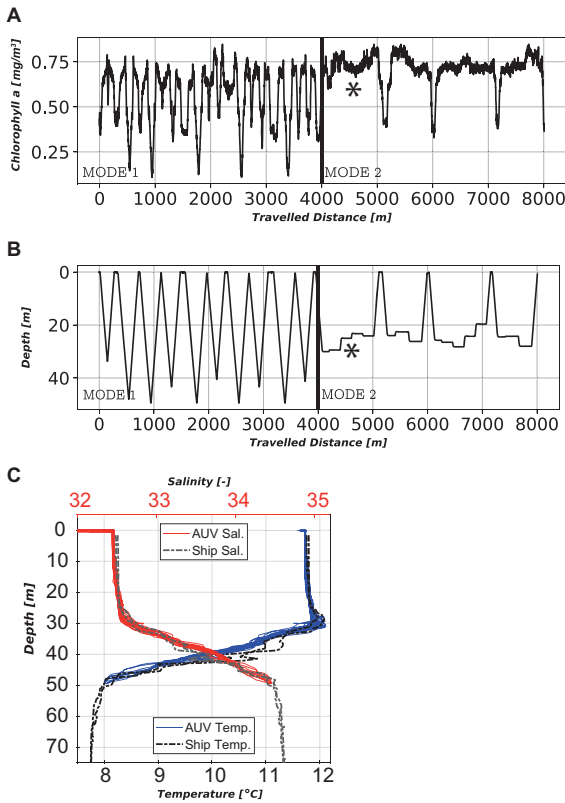 A
Chlorophyll a [mg/m³]
0.75
0.50
0.25
MODE 1
MODE 2
*
0 1000 2000 3000 4000 5000 6000 7000 8000
Travelled Distance [m]
B
Depth [m]
0
20
40
MODE 1
MODE 2
*
0 1000 2000 3000 4000 5000 6000 7000 8000
Travelled Distance [m]
C
Salinity [-]
32 33 34 35
Depth [m]
0
10
20
30
40
50
60
70
AUV Sal.
Ship Sal.
AUV Temp.
Ship Temp.
8 9 10 11 12
Temperature [°C]